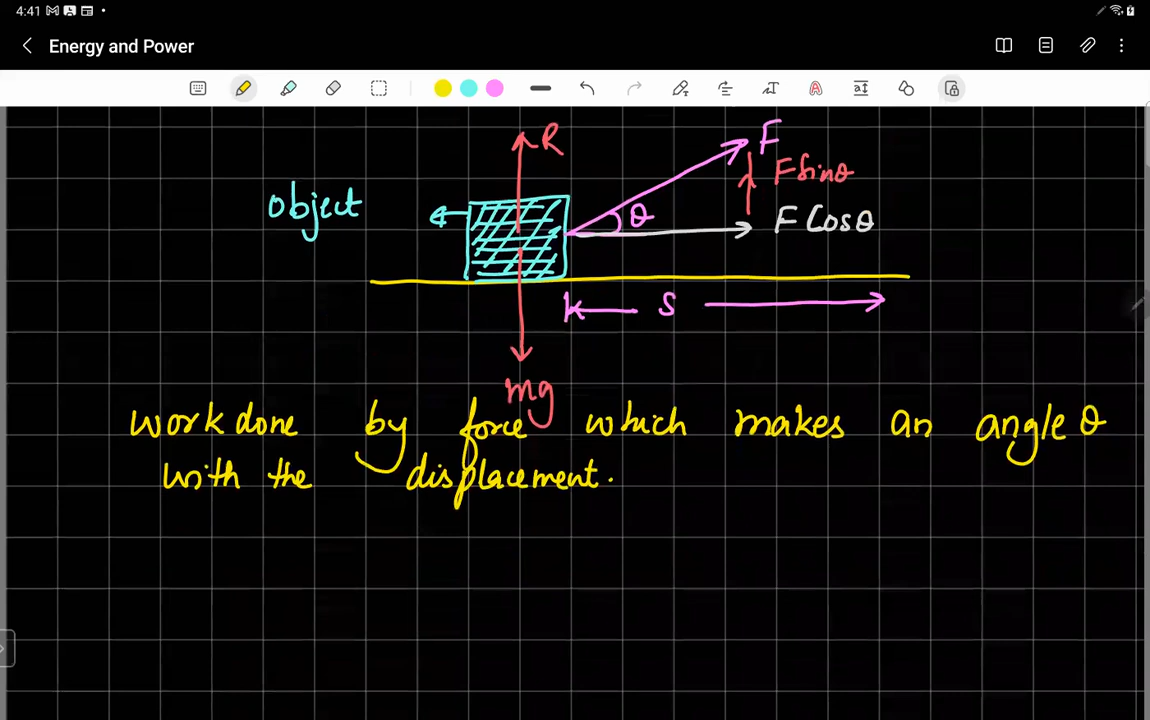 4:41
Energy and Power
R
F
F sinθ
object
θ
F Cosθ
S
mg
work done by force which makes an angle θ
with the displacement.